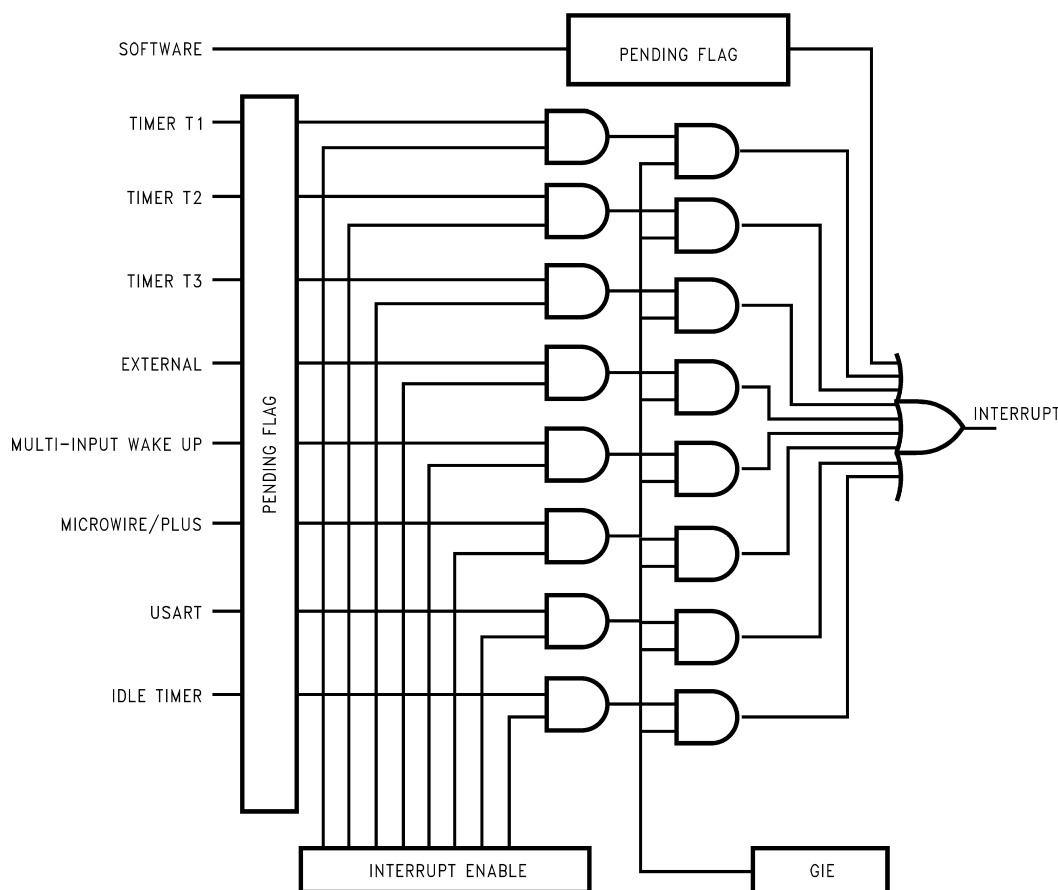 SOFTWARE
PENDING FLAG
TIMER T1
TIMER T2
TIMER T3
EXTERNAL
MULTI-INPUT WAKE UP
MICROWIRE/PLUS
USART
IDLE TIMER
PENDING FLAG
INTERRUPT
INTERRUPT ENABLE
GIE